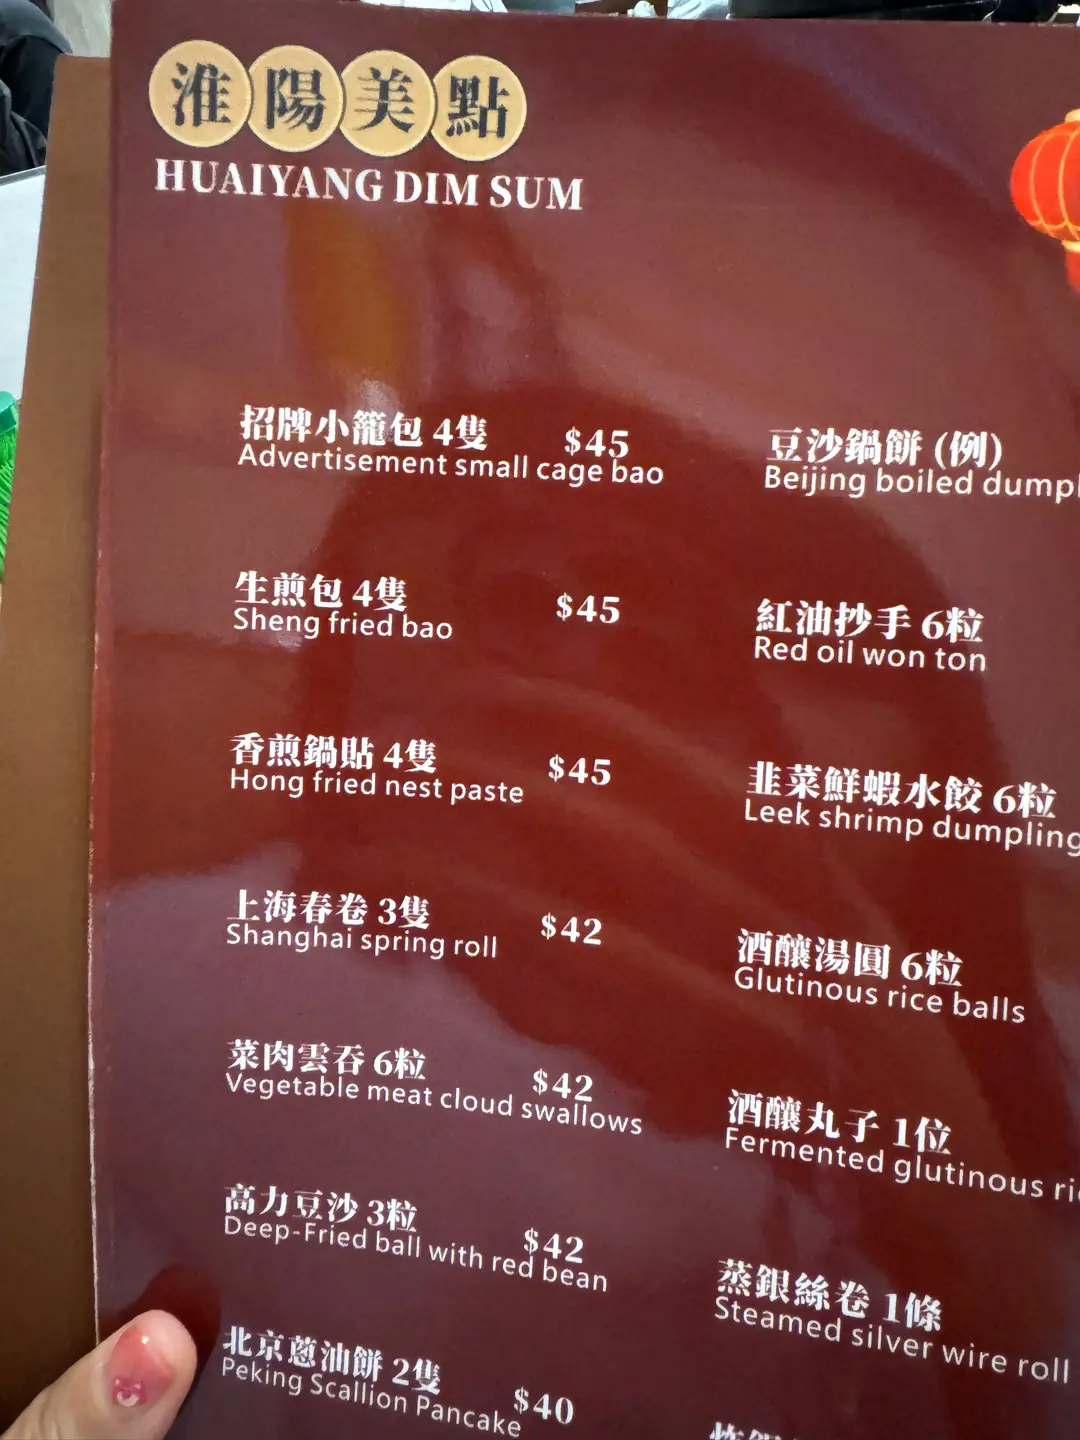 淮陽美點
HUAIYANG DIM SUM
招牌小籠包 4隻 $45
Advertisement small cage bao
生煎包 4隻 $45
Sheng fried bao
香煎鍋貼 4隻 $45
Hong fried nest paste
上海春卷 3隻 $42
Shanghai spring roll
菜肉雲吞 6粒 $42
Vegetable meat cloud swallows
高力豆沙 3粒 $42
Deep-Fried ball with red bean
北京蔥油餅 2隻 $40
Peking Scallion Pancake
豆沙鍋餅 (例)
Beijing boiled
紅油抄手 6粒
Red oil won ton
韭菜鮮蝦水餃 6粒
Leek shrimp dumpling
酒釀湯圓 6粒
Glutinous rice balls
酒釀丸子 1位
Fermented glutinous
蒸銀絲卷 1條
Steamed silver wire roll